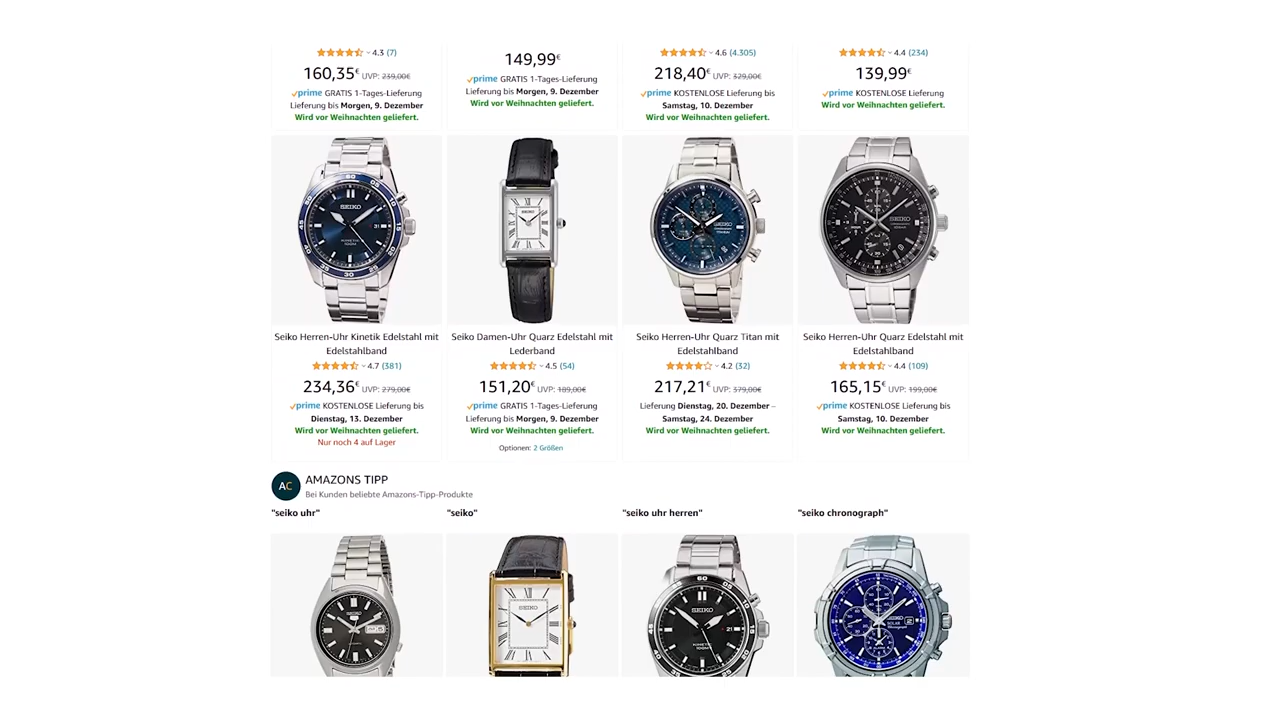 4.3 (7)
160,35€ UVP: 239,00€
prime GRATIS 1-Tages-Lieferung
Lieferung bis Morgen, 9. Dezember
Wird vor Weihnachten geliefert.
149,99€
prime GRATIS 1-Tages-Lieferung
Lieferung bis Morgen, 9. Dezember
Wird vor Weihnachten geliefert.
4.6 (4.305)
218,40€ UVP: 329,00€
prime KOSTENLOSE Lieferung bis
Samstag, 10. Dezember
Wird vor Weihnachten geliefert.
4.4 (234)
139,99€
prime KOSTENLOSE Lieferung
Wird vor Weihnachten geliefert.
SEIKO
Seiko Herren-Uhr Kinetik Edelstahl mit
Edelstahlband
4.7 (381)
234,36€ UVP: 279,00€
prime KOSTENLOSE Lieferung bis
Dienstag, 13. Dezember
Wird vor Weihnachten geliefert.
Nur noch 4 auf Lager
SEIKO
Seiko Damen-Uhr Quarz Edelstahl mit
Lederband
4.5 (54)
151,20€ UVP: 189,00€
prime GRATIS 1-Tages-Lieferung
Lieferung bis Morgen, 9. Dezember
Wird vor Weihnachten geliefert.
Optionen: 2 Größen
SEIKO
Seiko Herren-Uhr Quarz Titan mit
Edelstahlband
4.2 (32)
217,21€ UVP: 379,00€
Lieferung Dienstag, 20. Dezember –
Samstag, 24. Dezember
Wird vor Weihnachten geliefert.
SEIKO
Seiko Herren-Uhr Quarz Edelstahl mit
Edelstahlband
4.4 (109)
165,15€ UVP: 199,00€
prime KOSTENLOSE Lieferung bis
Samstag, 10. Dezember
Wird vor Weihnachten geliefert.
AC
AMAZONS TIPP
Bei Kunden beliebte Amazons-Tipp-Produkte
"seiko uhr"
"seiko"
"seiko uhr herren"
"seiko chronograph"
SEIKO
SEIKO
SEIKO
SEIKO
SOLAR